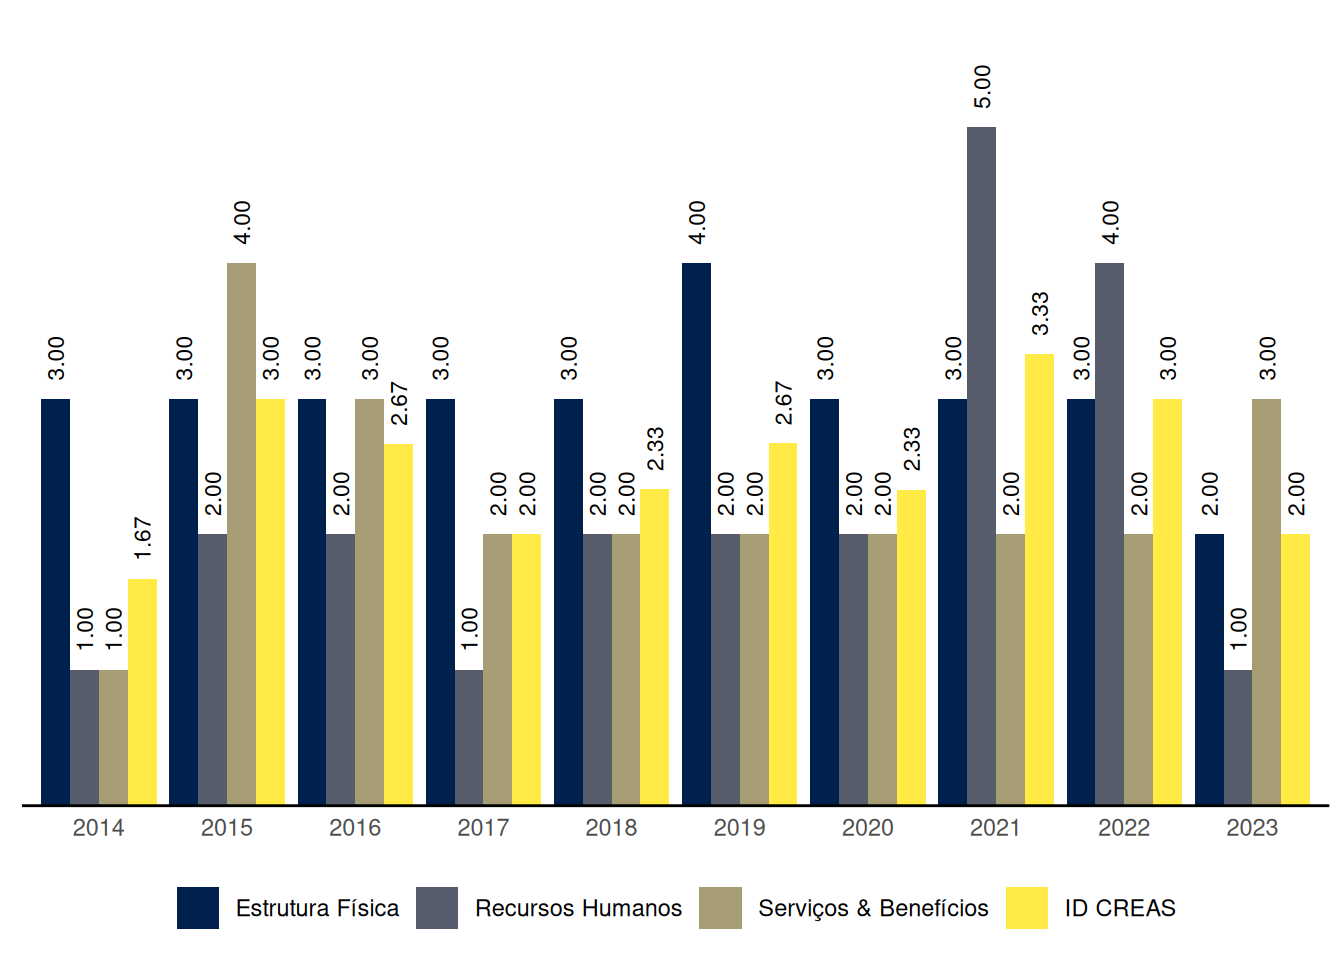 5.00
4.00 4.00 4.00
3.33
3.00 3.00 3.00 3.00 3.00 3.00 3.00 3.00 3.00 3.00 3.00 3.00
2.67 2.67
2.33 2.33
2.00 2.00 2.00 2.00 2.00 2.00 2.00 2.00 2.00 2.00 2.00 2.00 2.00 2.00 2.00
1.67
1.00 1.00 1.00 1.00
2014 2015 2016 2017 2018 2019 2020 2021 2022 2023
Estrutura Física Recursos Humanos Serviços & Benefícios ID CREAS